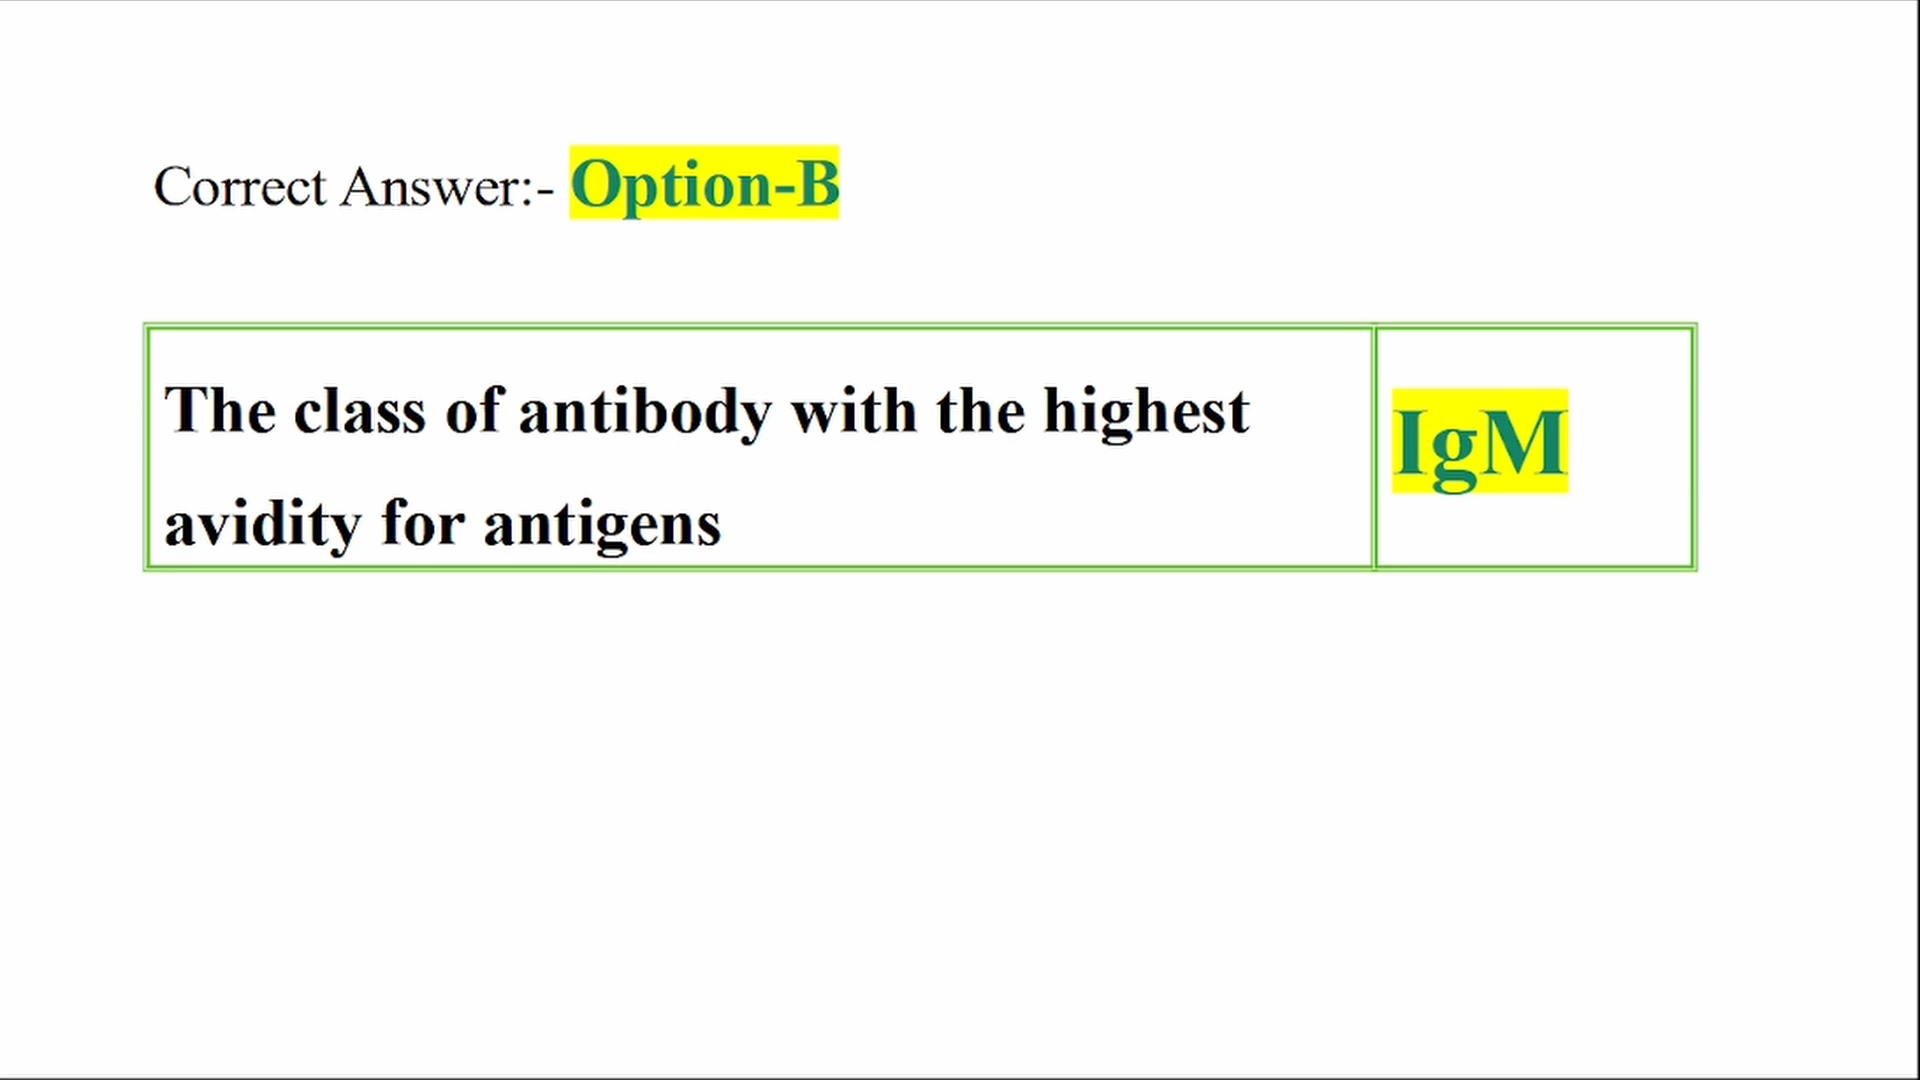 Correct Answer:- Option-B
The class of antibody with the highest
avidity for antigens
IgM